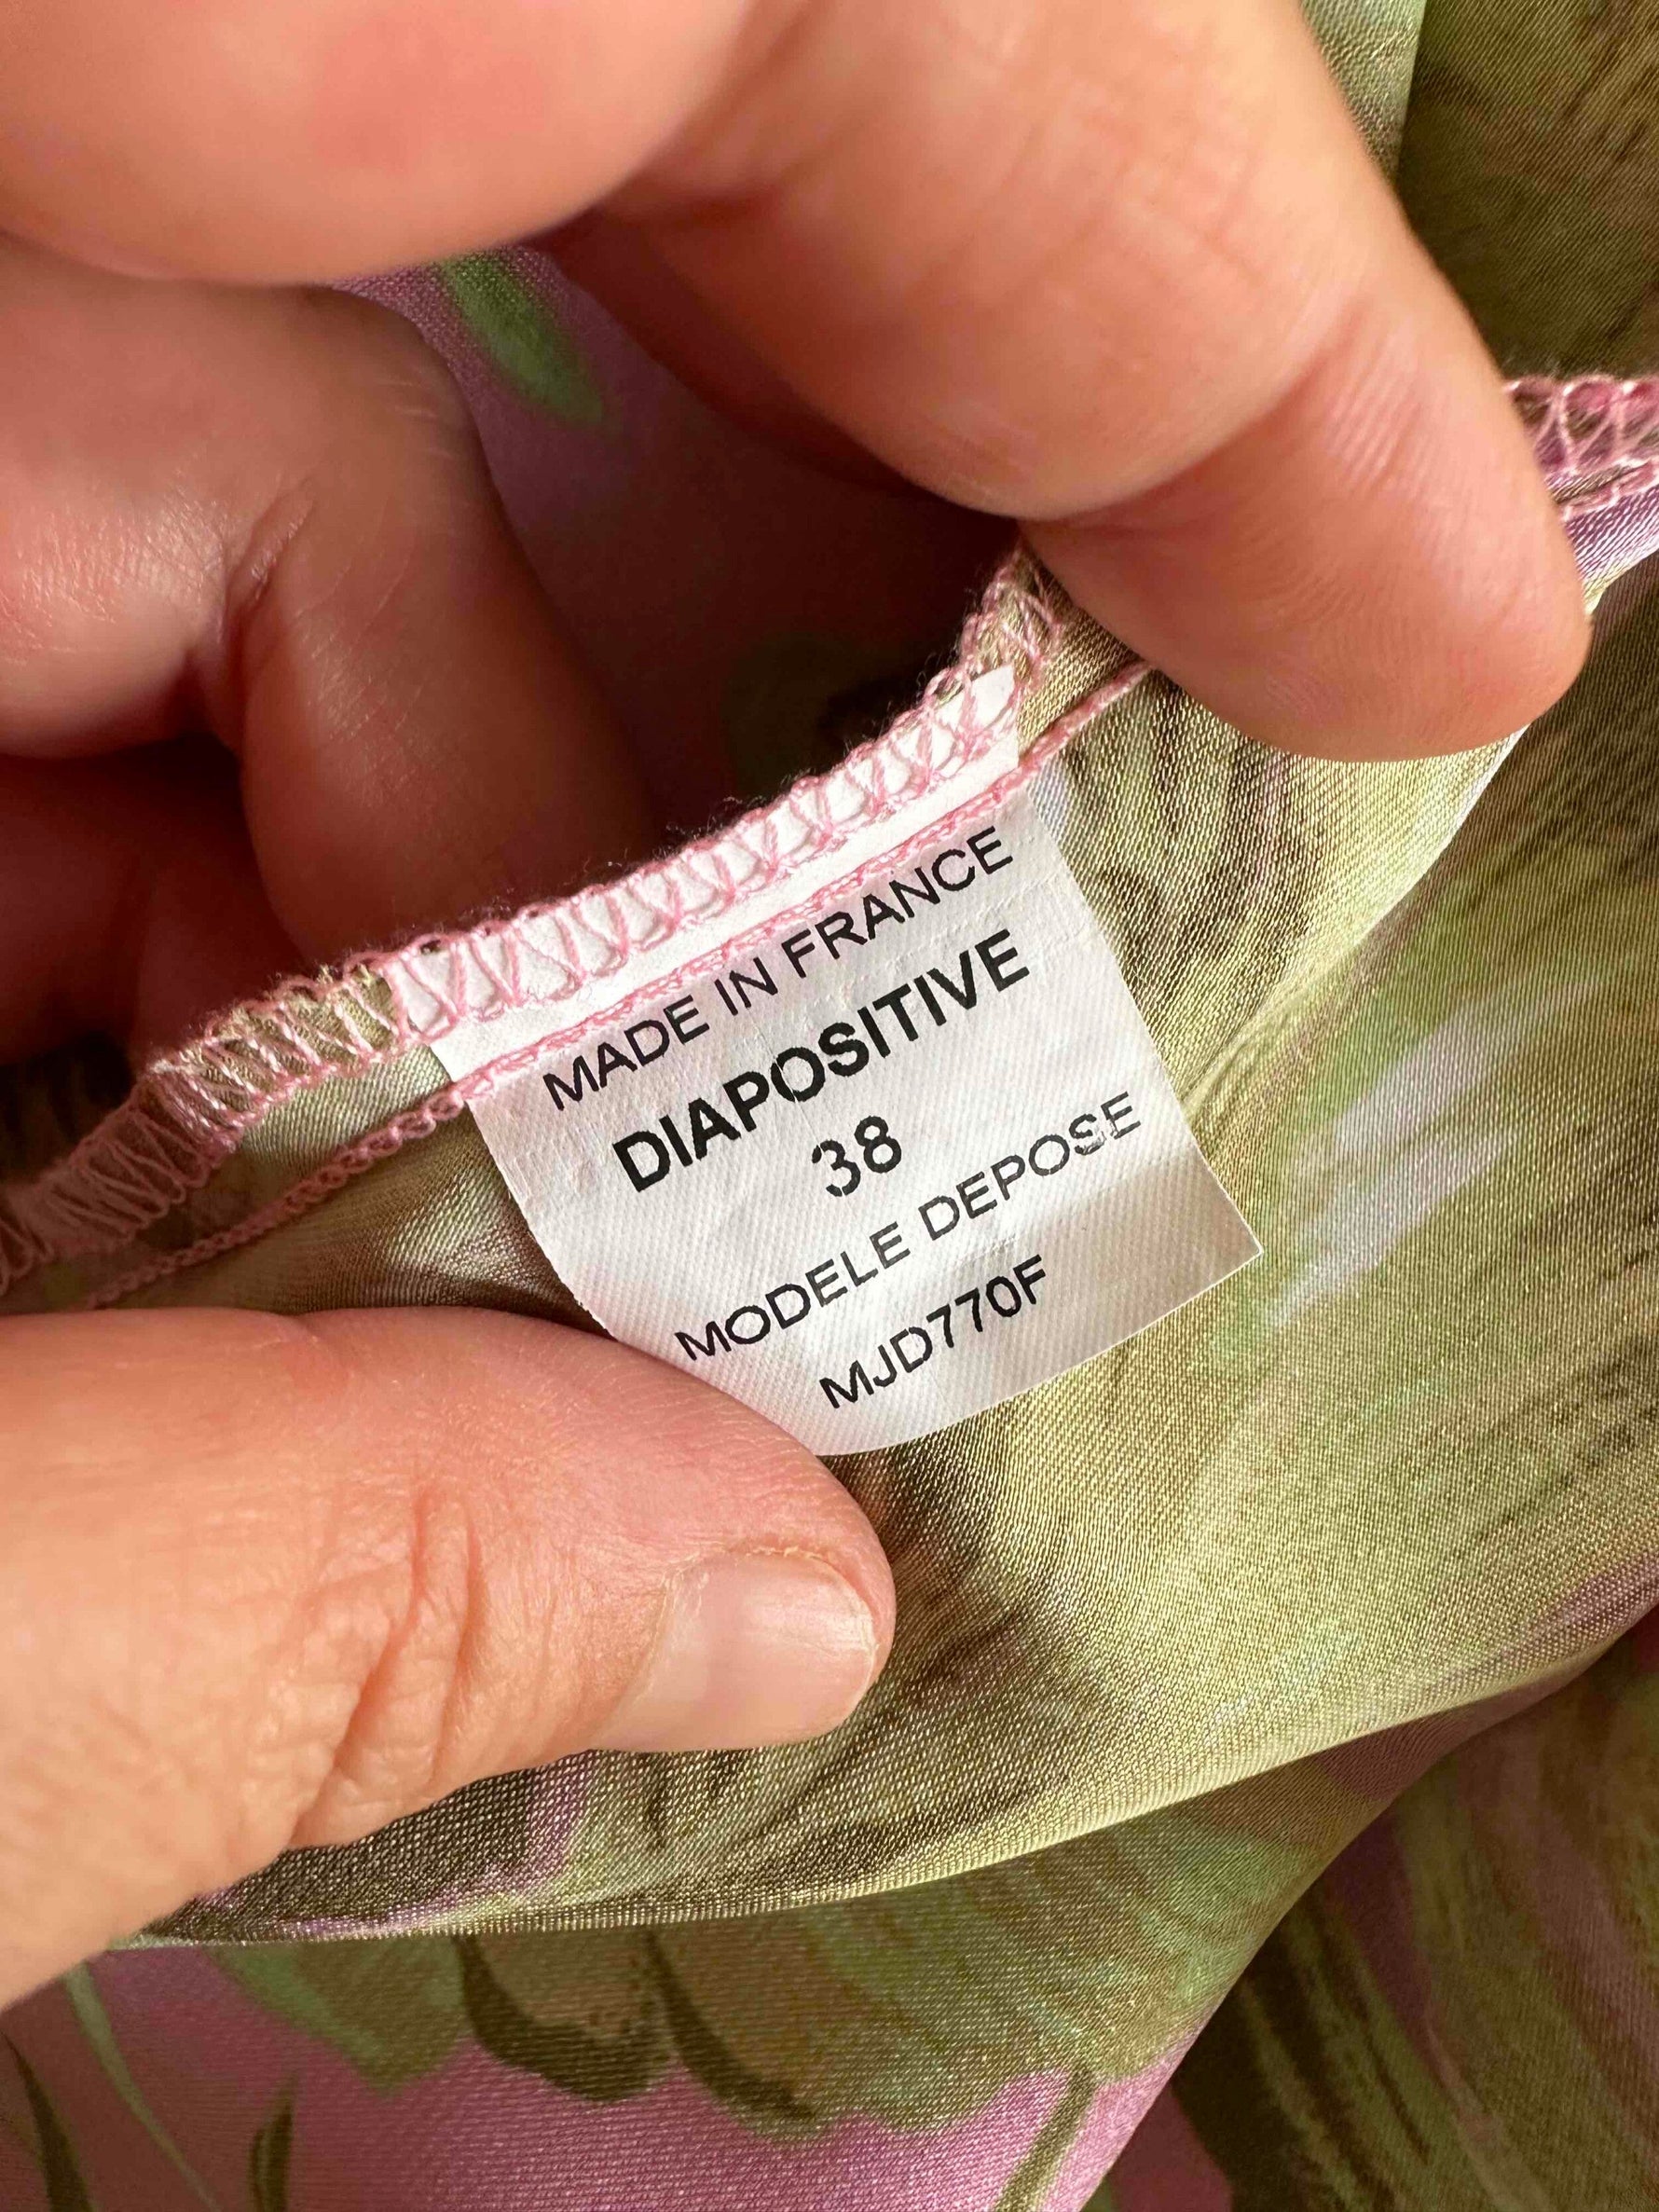 MADE IN FRANCE
DIAPOSITIVE
38
MODELE DEPOSE
MJD770F